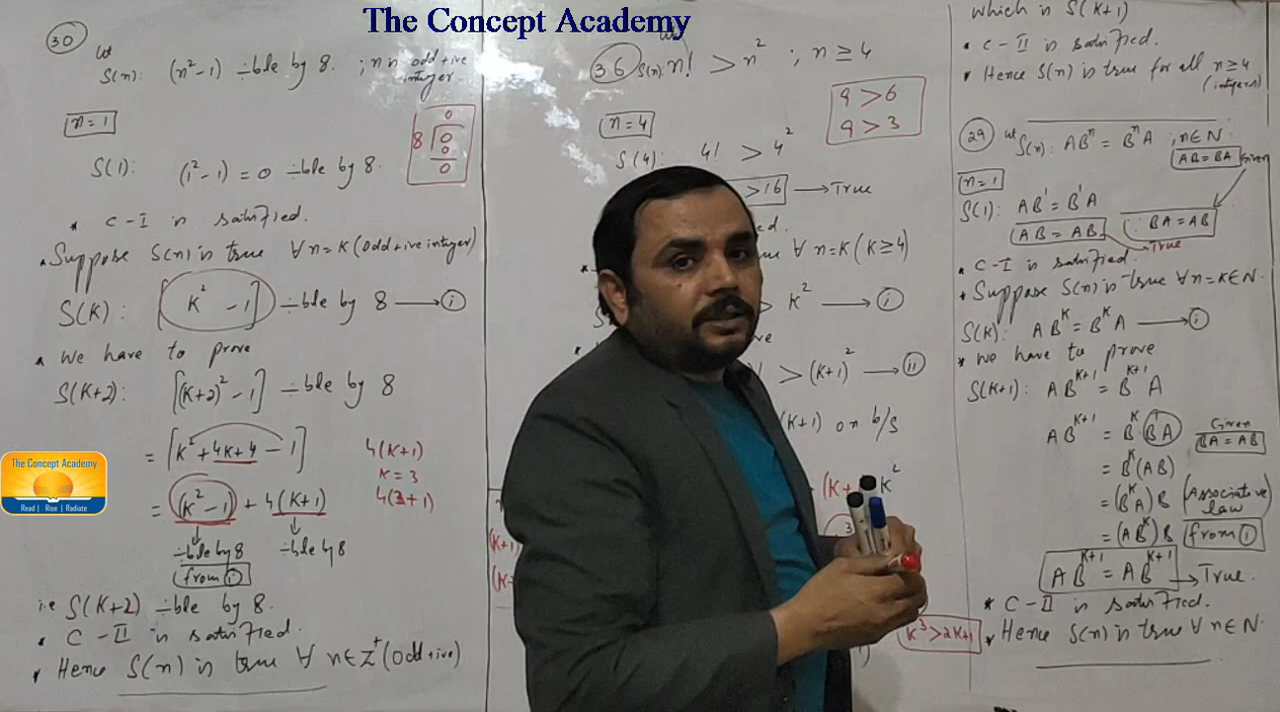 The Concept Academy
30
let
S(n): (n² - 1) ÷ble by 8. ; n is odd +ive integer.
n = 1
8 0 0 0 0
S(1): (1² - 1) = 0 ÷ble by 8.
* C - I is satisfied.
• Suppose S(n) is true ∀ n = K (odd +ive integer)
S(K): [K² - 1] ÷ble by 8 → (i)
* We have to prove
S(K+2): [(K+2)² - 1] ÷ble by 8
= [K² + 4K + 4 - 1]
= (K² - 1) + 4(K+1)
4(K+1)
K = 3
4(3+1)
÷ble by 8 ÷ble by 8
from (i)
i.e S(K+2) ÷ble by 8.
• C - II is satisfied.
* Hence S(n) is true ∀ n ∈ Z⁺ (Odd +ive)
36 let S(n): n! > n² ; n ≥ 4
9 > 6
9 > 3
n = 4
S(4): 4! > 4²
> 16 → True
∀ n = K (K ≥ 4)
> K² → (i)
> (K+1)² → (ii)
(K+1) on b/s
K²
K³ > 2K+1
which is S(K+1)
* C - II is satisfied.
* Hence S(n) is true for all n ≥ 4 (integers)
29 let S(n): ABⁿ = BⁿA ; n ∈ N.
AB = BA Given
n = 1
S(1): AB¹ = B¹A
AB = AB. ∵ BA = AB
True
* C - I is satisfied.
* Suppose S(n) is true ∀ n = K ∈ N.
S(K): ABᴷ = BᴷA → (i)
* We have to prove
S(K+1): ABᴷ⁺¹ = Bᴷ⁺¹A
ABᴷ⁺¹ = Bᴷ·(BA) Given BA = AB
= Bᴷ(AB)
= (BᴷA)B (Associative law)
= (ABᴷ)B from (i)
ABᴷ⁺¹ = ABᴷ⁺¹ → True.
* C - II is satisfied.
* Hence S(n) is true ∀ n ∈ N.
The Concept Academy
Read | Rise | Radiate